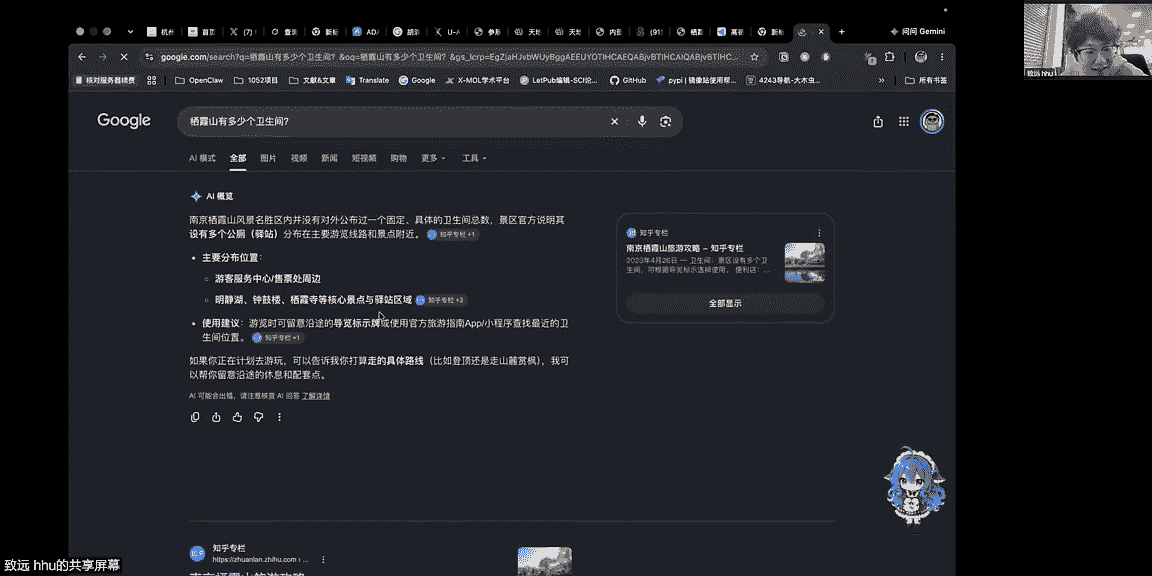 google.com/search?q=栖霞山有多少个卫生间?
问问 Gemini
核对服务器续费
OpenClaw
1052项目
文献&文章
Translate
Google
X-MOL学术平台
LetPub编辑-SCI论...
GitHub
pypi | 镜像站使用帮...
4243导航-大木虫...
所有书签
致远 hhu
Google
栖霞山有多少个卫生间?
AI 模式
全部
图片
视频
新闻
短视频
购物
更多
工具
AI 概览
南京栖霞山风景名胜区内并没有对外公布过一个固定、具体的卫生间总数，景区官方说明其
设有多个公厕（驿站）分布在主要游览线路和景点附近。 知乎专栏 +1
主要分布位置：
游客服务中心/售票处周边
明静湖、钟鼓楼、栖霞寺等核心景点与驿站区域 知乎专栏 +2
使用建议：游览时可留意沿途的导览标示牌或使用官方旅游指南App/小程序查找最近的卫
生间位置。 知乎专栏 +1
如果你正在计划去游玩，可以告诉我你打算走的具体路线（比如登顶还是走山麓赏枫），我可
以帮你留意沿途的休息和配套点。
AI 可能会出错，请注意核查 AI 回答 了解详情
知乎专栏
南京栖霞山旅游攻略 – 知乎专栏
2023年4月26日 — 卫生间：景区设有多个卫
生间，可根据导览标示选择使用。 便利店：...
全部显示
知乎专栏
https://zhuanlan.zhihu.com › ...
南京栖霞山旅游攻略
致远 hhu的共享屏幕